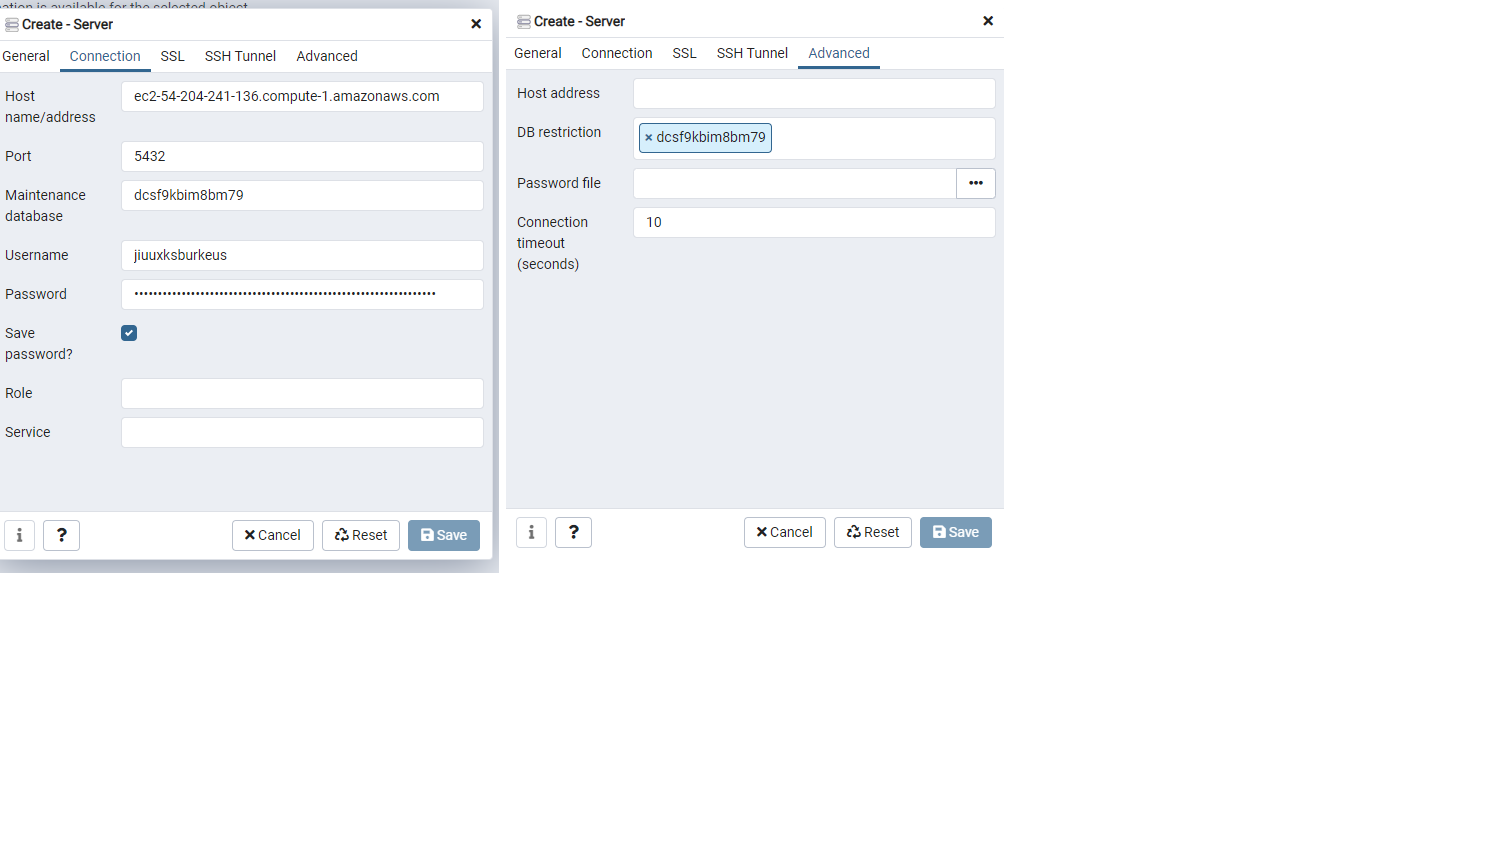 ation is available for the selected object.
Create - Server
General Connection SSL SSH Tunnel Advanced
Host
name/address
ec2-54-204-241-136.compute-1.amazonaws.com
Port
5432
Maintenance
database
dcsf9kbim8bm79
Username
jiuuxksburkeus
Password
••••••••••••••••••••••••••••••••••••••••••••••••••••••••••••••••
Save
password?
Role
Service
i ? Cancel Reset Save
Create - Server
General Connection SSL SSH Tunnel Advanced
Host address
DB restriction
× dcsf9kbim8bm79
Password file
•••
Connection
timeout
(seconds)
10
i ? Cancel Reset Save